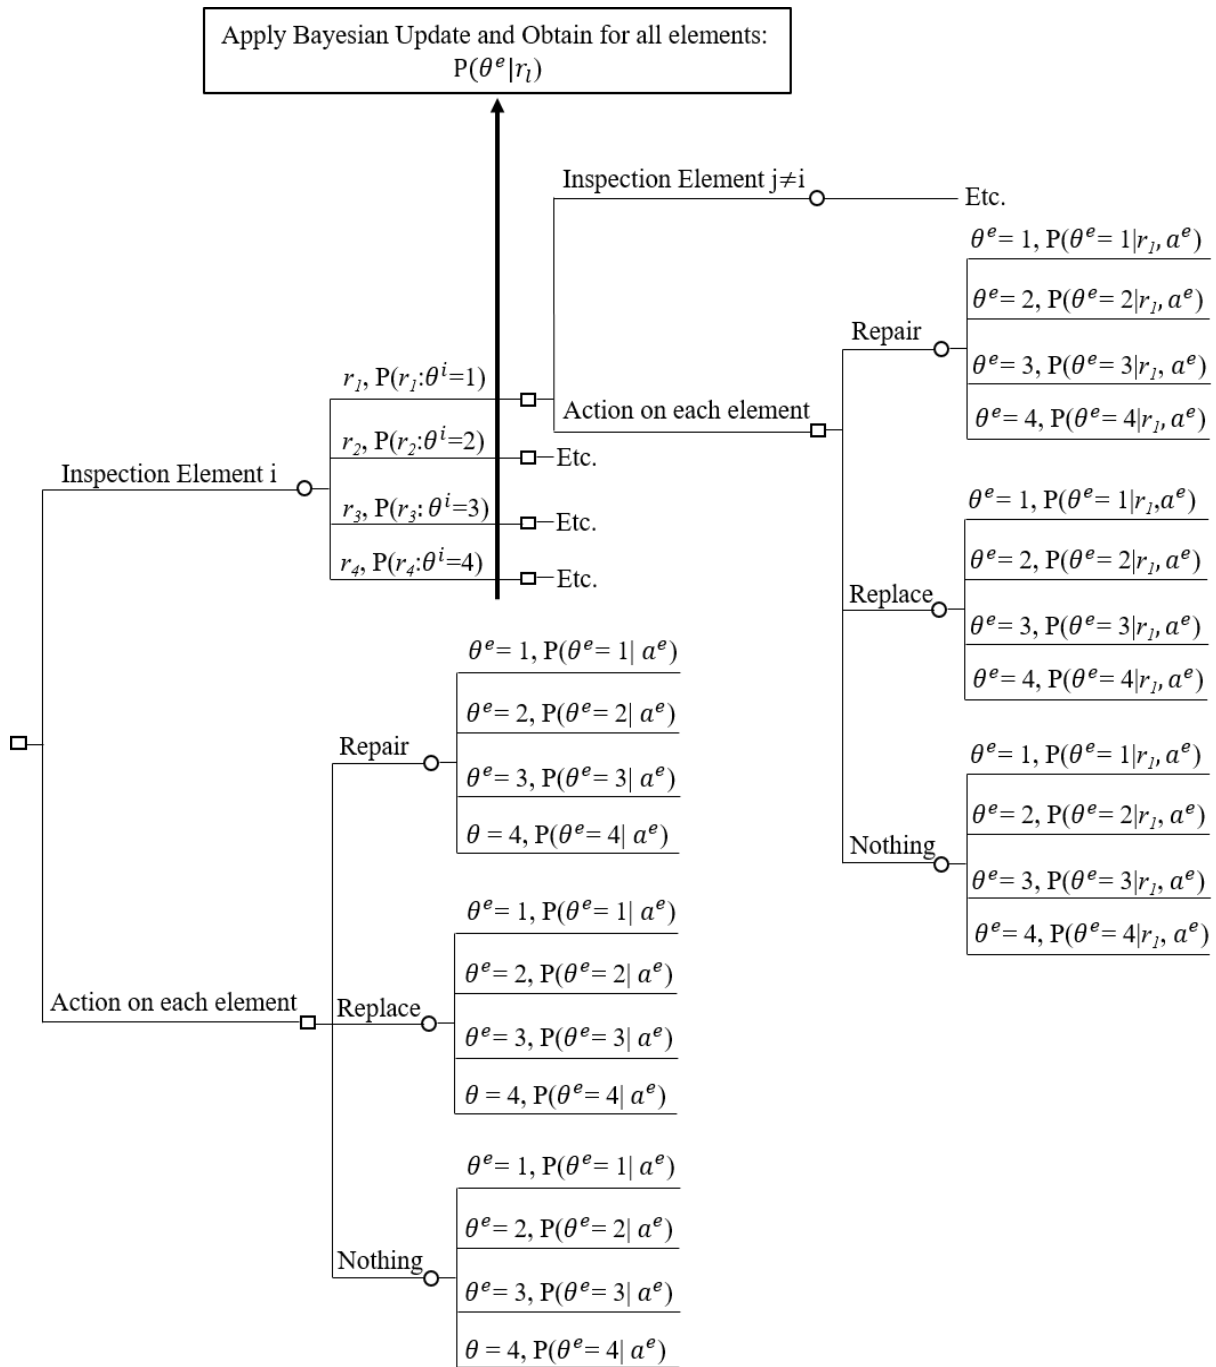 Apply Bayesian Update and Obtain for all elements:
P(θ^e|r_l)
Inspection Element j≠i
Etc.
θ^e= 1, P(θ^e= 1|r_1, a^e)
θ^e= 2, P(θ^e= 2|r_1, a^e)
Repair
θ^e= 3, P(θ^e= 3|r_1, a^e)
θ^e= 4, P(θ^e= 4|r_1, a^e)
r_1, P(r_1:θ^i=1)
Action on each element
r_2, P(r_2:θ^i=2)
Etc.
Inspection Element i
r_3, P(r_3: θ^i=3)
Etc.
r_4, P(r_4:θ^i=4)
Etc.
θ^e= 1, P(θ^e= 1|r_1,a^e)
θ^e= 2, P(θ^e= 2|r_1, a^e)
Replace
θ^e= 3, P(θ^e= 3|r_1, a^e)
θ^e= 4, P(θ^e= 4|r_1, a^e)
θ^e= 1, P(θ^e= 1|r_1, a^e)
θ^e= 2, P(θ^e= 2|r_1, a^e)
Nothing
θ^e= 3, P(θ^e= 3|r_1, a^e)
θ^e= 4, P(θ^e= 4|r_1, a^e)
θ^e= 1, P(θ^e= 1| a^e)
θ^e= 2, P(θ^e= 2| a^e)
Repair
θ^e= 3, P(θ^e= 3| a^e)
θ = 4, P(θ^e= 4| a^e)
θ^e= 1, P(θ^e= 1| a^e)
θ^e= 2, P(θ^e= 2| a^e)
Action on each element
Replace
θ^e= 3, P(θ^e= 3| a^e)
θ = 4, P(θ^e= 4| a^e)
θ^e= 1, P(θ^e= 1| a^e)
θ^e= 2, P(θ^e= 2| a^e)
Nothing
θ^e= 3, P(θ^e= 3| a^e)
θ = 4, P(θ^e= 4| a^e)